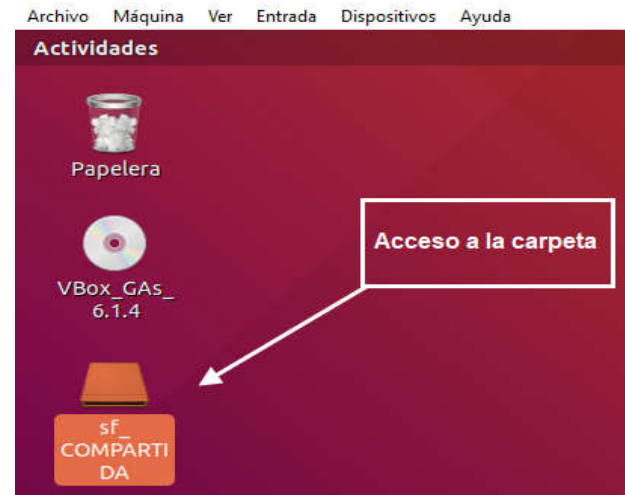 Archivo Máquina Ver Entrada Dispositivos Ayuda
Actividades
Papelera
Acceso a la carpeta
VBox_GAs_
6.1.4
sf_
COMPARTI
DA